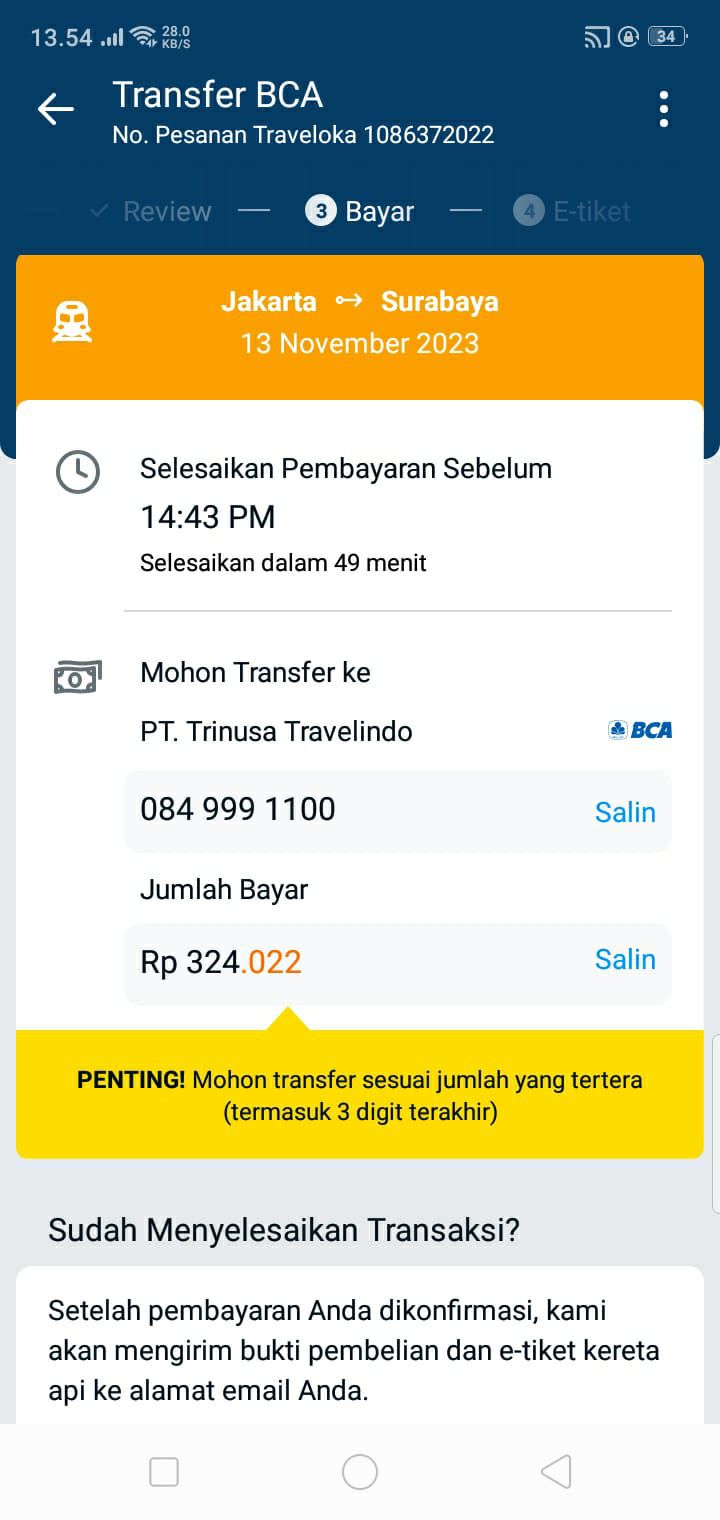 13.54 28.0 KB/S 34
Transfer BCA
No. Pesanan Traveloka 1086372022
Review 3 Bayar 4 E-tiket
Jakarta Surabaya
13 November 2023
Selesaikan Pembayaran Sebelum
14:43 PM
Selesaikan dalam 49 menit
Mohon Transfer ke
PT. Trinusa Travelindo BCA
084 999 1100 Salin
Jumlah Bayar
Rp 324.022 Salin
PENTING! Mohon transfer sesuai jumlah yang tertera
(termasuk 3 digit terakhir)
Sudah Menyelesaikan Transaksi?
Setelah pembayaran Anda dikonfirmasi, kami
akan mengirim bukti pembelian dan e-tiket kereta
api ke alamat email Anda.